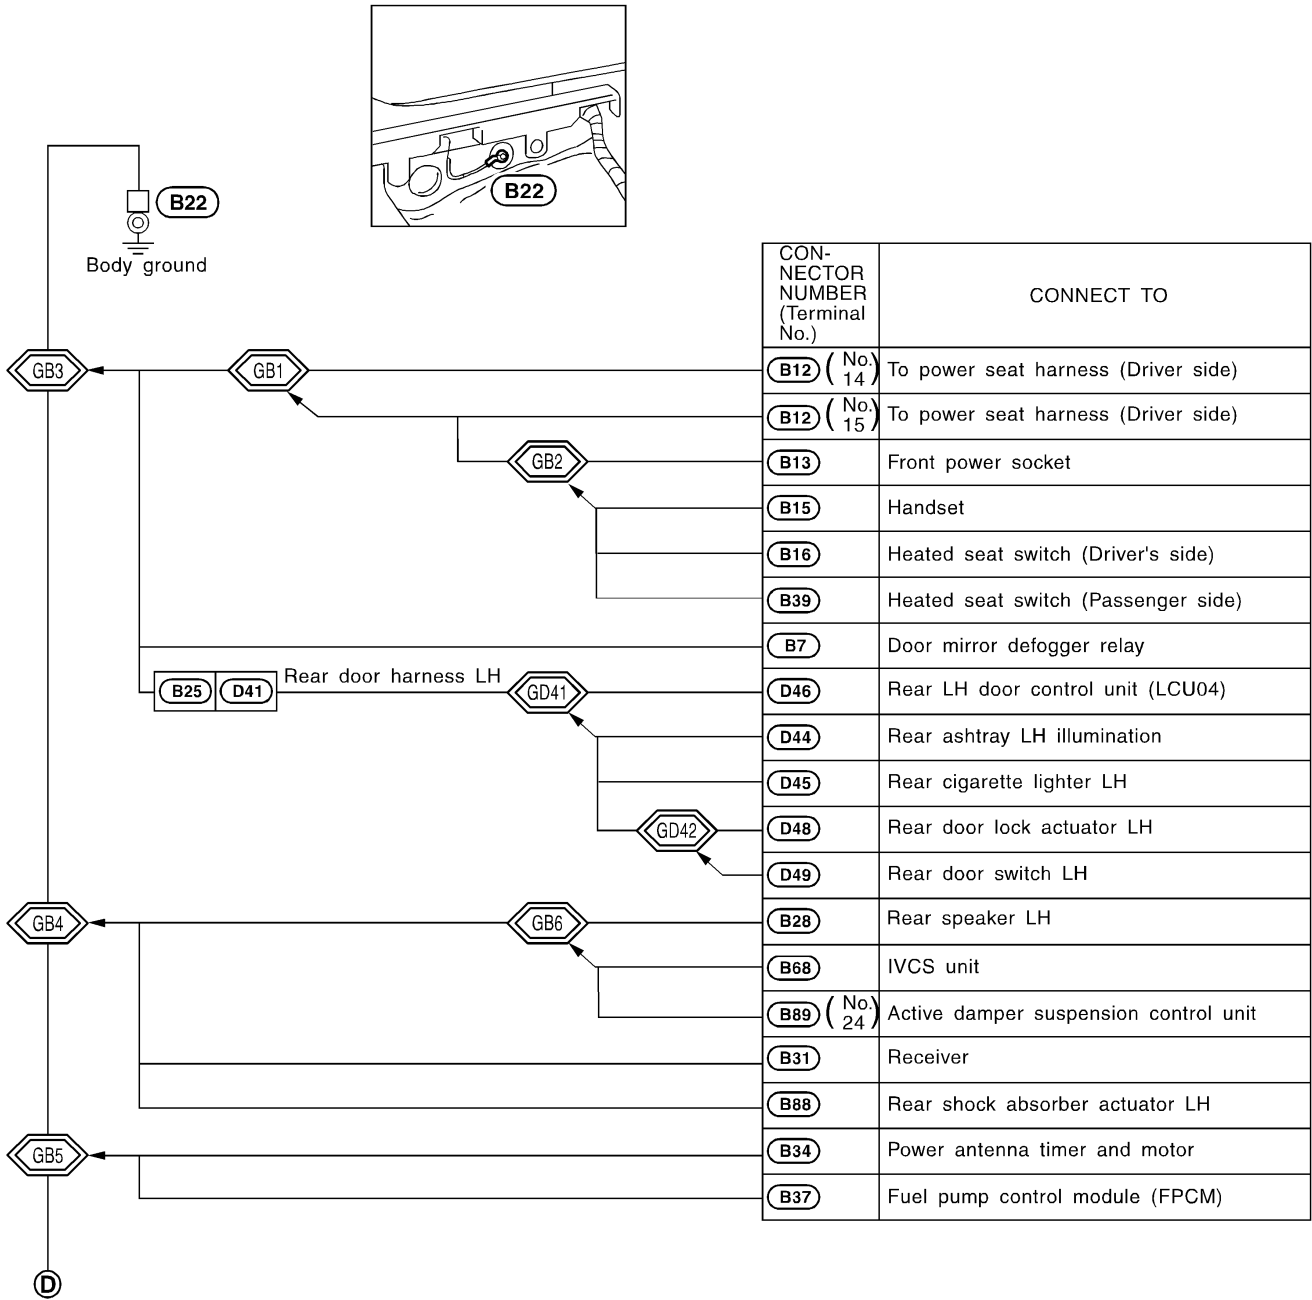 B22
B22
Body ground
CON-
NECTOR
NUMBER
(Terminal
No.)
CONNECT TO
GB3
GB1
B12 (No. 14) To power seat harness (Driver side)
B12 (No. 15) To power seat harness (Driver side)
GB2
B13 Front power socket
B15 Handset
B16 Heated seat switch (Driver's side)
B39 Heated seat switch (Passenger side)
B7 Door mirror defogger relay
B25 D41 Rear door harness LH
GD41
D46 Rear LH door control unit (LCU04)
D44 Rear ashtray LH illumination
D45 Rear cigarette lighter LH
GD42
D48 Rear door lock actuator LH
D49 Rear door switch LH
GB4
GB6
B28 Rear speaker LH
B68 IVCS unit
B89 (No. 24) Active damper suspension control unit
B31 Receiver
B88 Rear shock absorber actuator LH
GB5
B34 Power antenna timer and motor
B37 Fuel pump control module (FPCM)
D